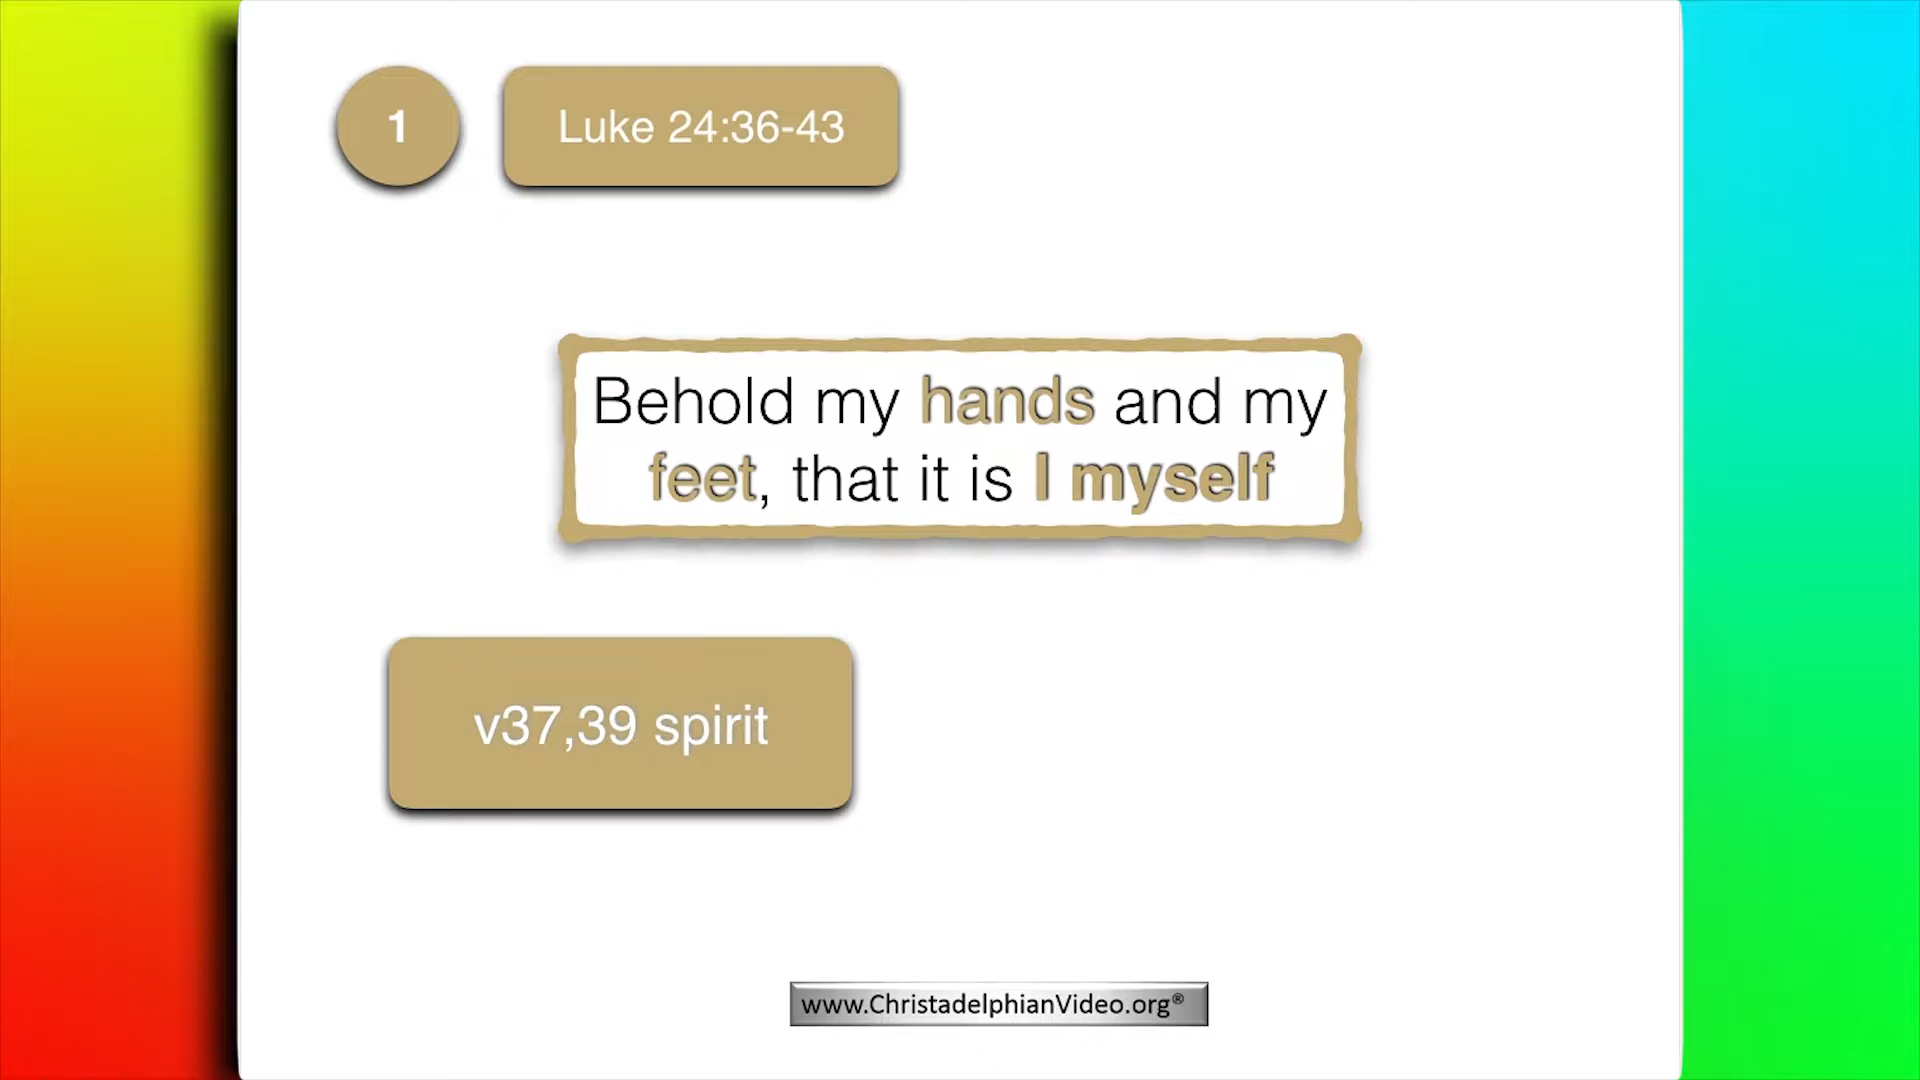 1
Luke 24:36-43
Behold my hands and my
feet, that it is I myself
v37,39 spirit
www.ChristadelphianVideo.org®